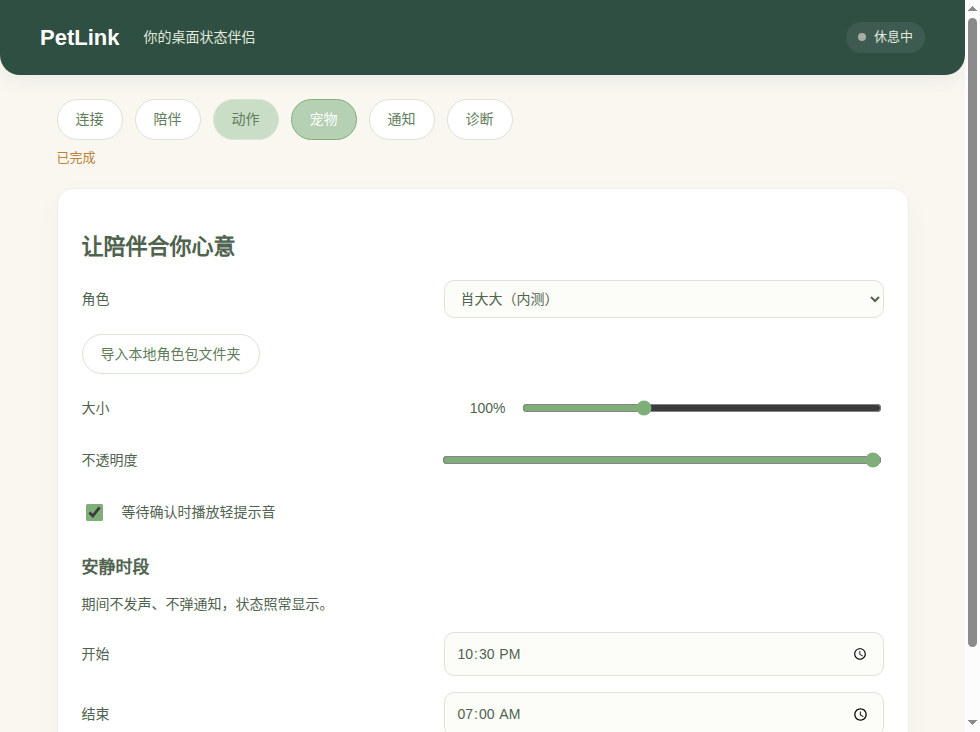 PetLink 你的桌面状态伴侣 休息中
连接 陪伴 动作 宠物 通知 诊断
已完成
让陪伴合你心意
角色 肖大大（内测）
导入本地角色包文件夹
大小 100%
不透明度
等待确认时播放轻提示音
安静时段
期间不发声、不弹通知，状态照常显示。
开始 10:30 PM
结束 07:00 AM